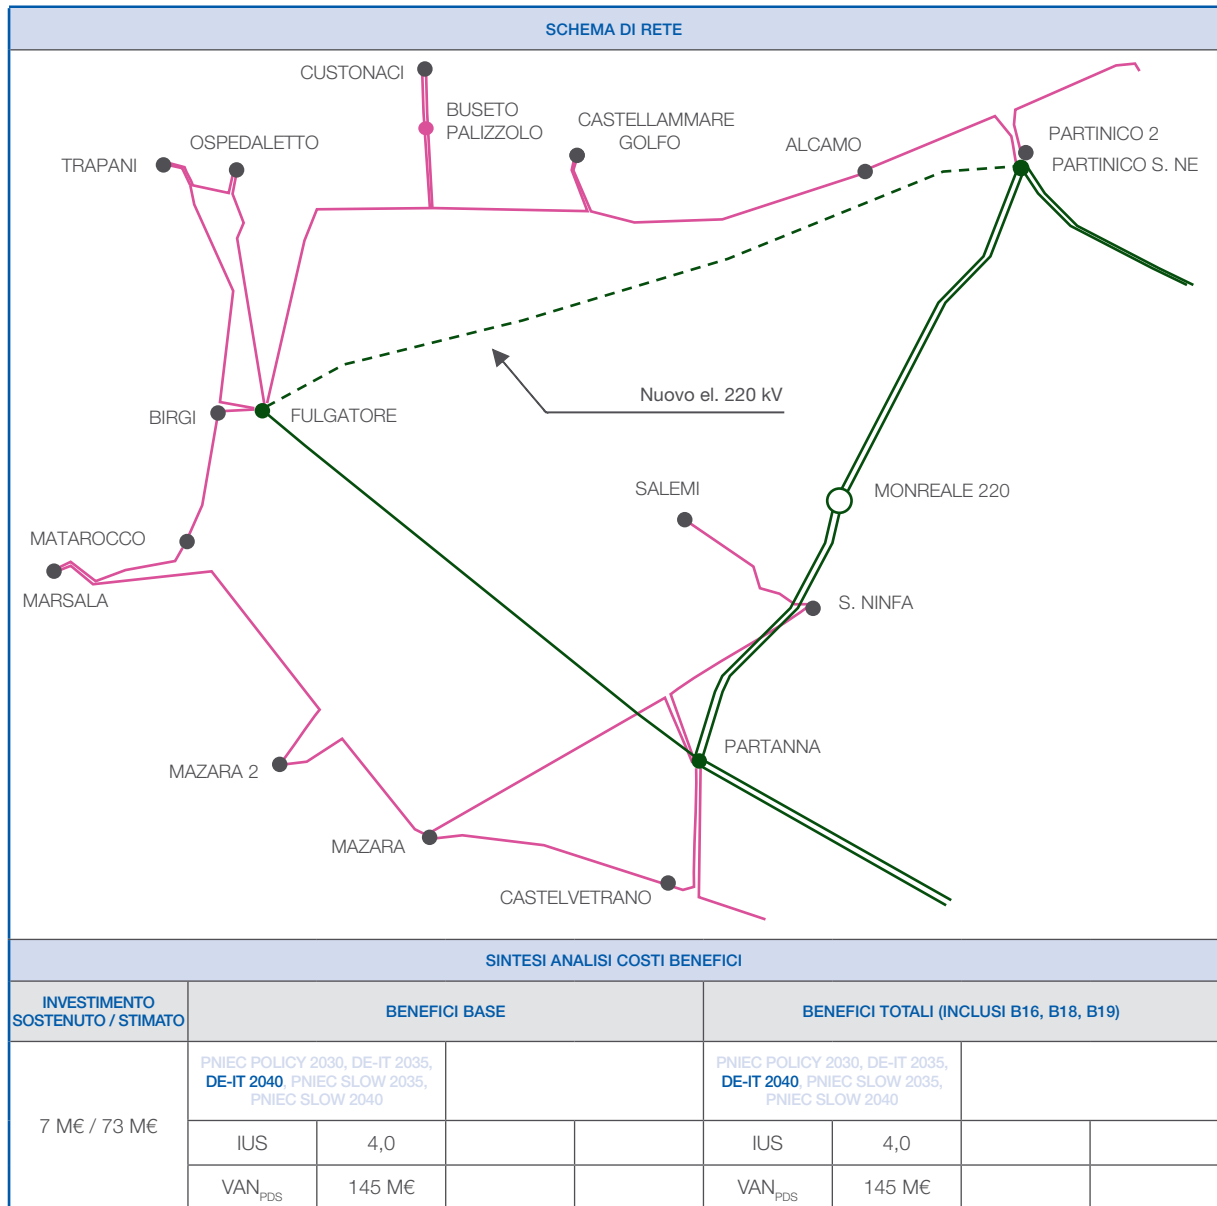 SCHEMA DI RETE
CUSTONACI
BUSETO
PALIZZOLO
CASTELLAMMARE
GOLFO
OSPEDALETTO
TRAPANI
ALCAMO
PARTINICO 2
PARTINICO S. NE
Nuovo el. 220 kV
BIRGI
FULGATORE
SALEMI
MONREALE 220
MATAROCCO
MARSALA
S. NINFA
PARTANNA
MAZARA 2
MAZARA
CASTELVETRANO
SINTESI ANALISI COSTI BENEFICI
INVESTIMENTO
SOSTENUTO / STIMATO
BENEFICI BASE
BENEFICI TOTALI (INCLUSI B16, B18, B19)
7 M€ / 73 M€
PNIEC POLICY 2030, DE-IT 2035,
DE-IT 2040, PNIEC SLOW 2035,
PNIEC SLOW 2040
PNIEC POLICY 2030, DE-IT 2035,
DE-IT 2040, PNIEC SLOW 2035,
PNIEC SLOW 2040
IUS 4,0 IUS 4,0
VAN PDS 145 M€ VAN PDS 145 M€